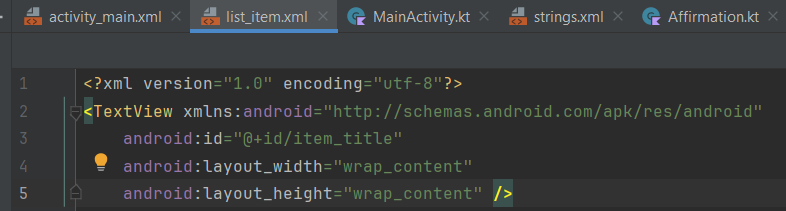 activity_main.xml list_item.xml MainActivity.kt strings.xml Affirmation.kt
1 <?xml version="1.0" encoding="utf-8"?>
2 <TextView xmlns:android="http://schemas.android.com/apk/res/android"
3 android:id="@+id/item_title"
4 android:layout_width="wrap_content"
5 android:layout_height="wrap_content" />